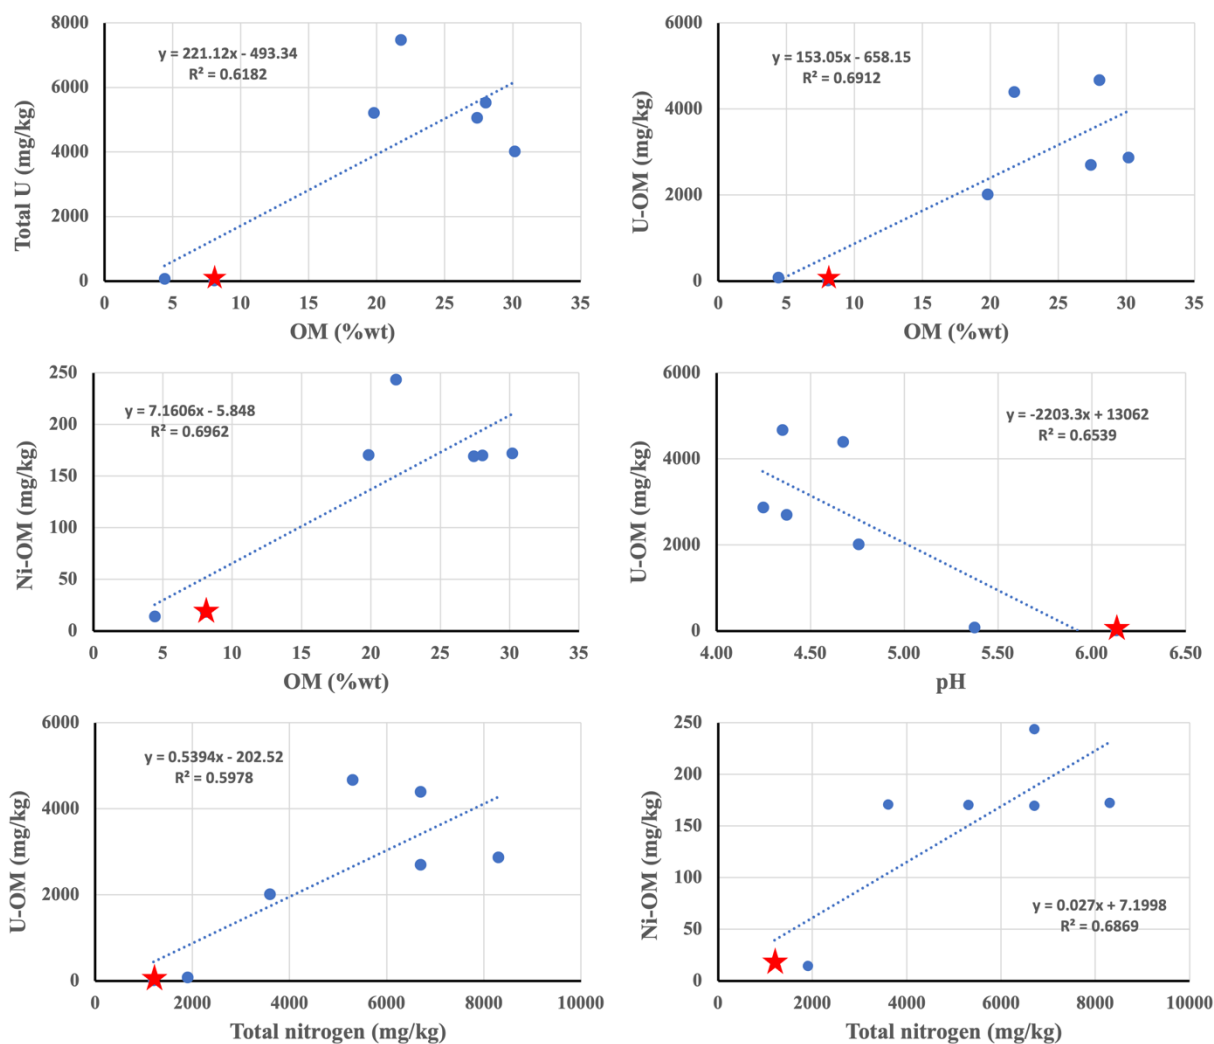 8000
6000
4000
2000
0
Total U (mg/kg)
y = 221.12x - 493.34
R² = 0.6182
0 5 10 15 20 25 30 35
OM (%wt)
6000
4000
2000
0
U-OM (mg/kg)
y = 153.05x - 658.15
R² = 0.6912
0 5 10 15 20 25 30 35
OM (%wt)
250
200
150
100
50
0
Ni-OM (mg/kg)
y = 7.1606x - 5.848
R² = 0.6962
0 5 10 15 20 25 30 35
OM (%wt)
6000
4000
2000
0
U-OM (mg/kg)
y = -2203.3x + 13062
R² = 0.6539
4.00 4.50 5.00 5.50 6.00 6.50
pH
6000
4000
2000
0
U-OM (mg/kg)
y = 0.5394x - 202.52
R² = 0.5978
0 2000 4000 6000 8000 10000
Total nitrogen (mg/kg)
250
200
150
100
50
0
Ni-OM (mg/kg)
y = 0.027x + 7.1998
R² = 0.6869
0 2000 4000 6000 8000 10000
Total nitrogen (mg/kg)